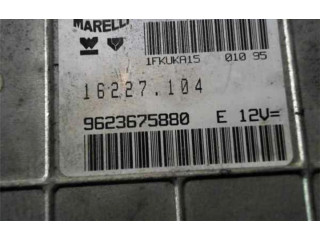 MARELLI
1FKUKA15 010 95
16227.104
9623675880 E 12V=